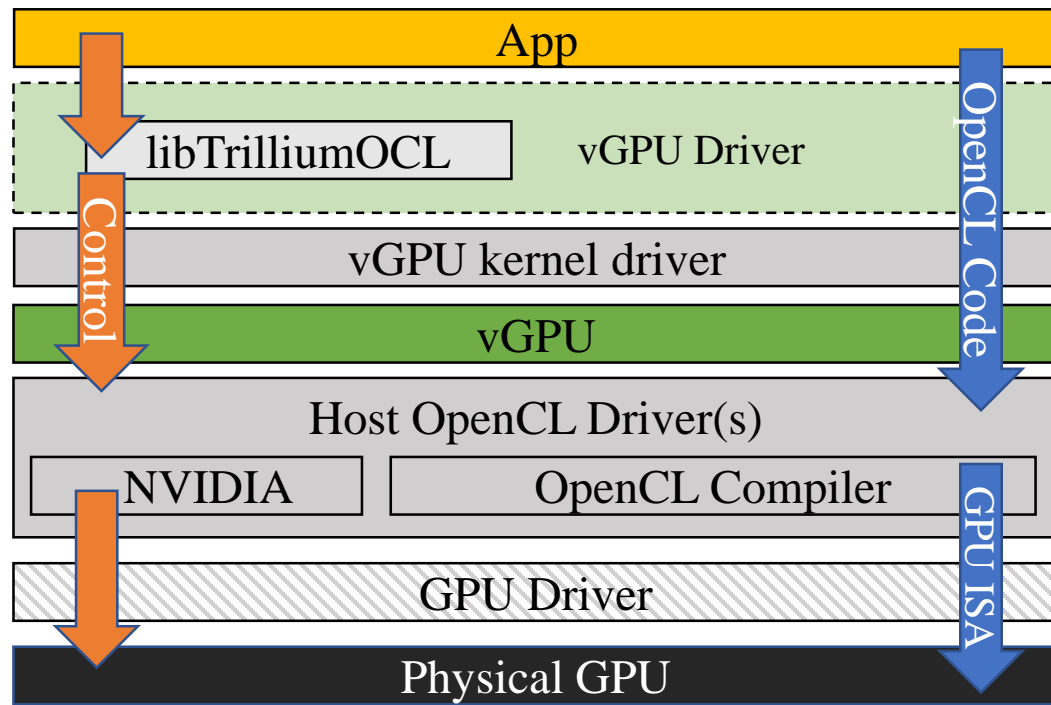 App
libTrilliumOCL
vGPU Driver
OpenCL Code
Control
vGPU kernel driver
vGPU
Host OpenCL Driver(s)
NVIDIA
OpenCL Compiler
GPU ISA
GPU Driver
Physical GPU